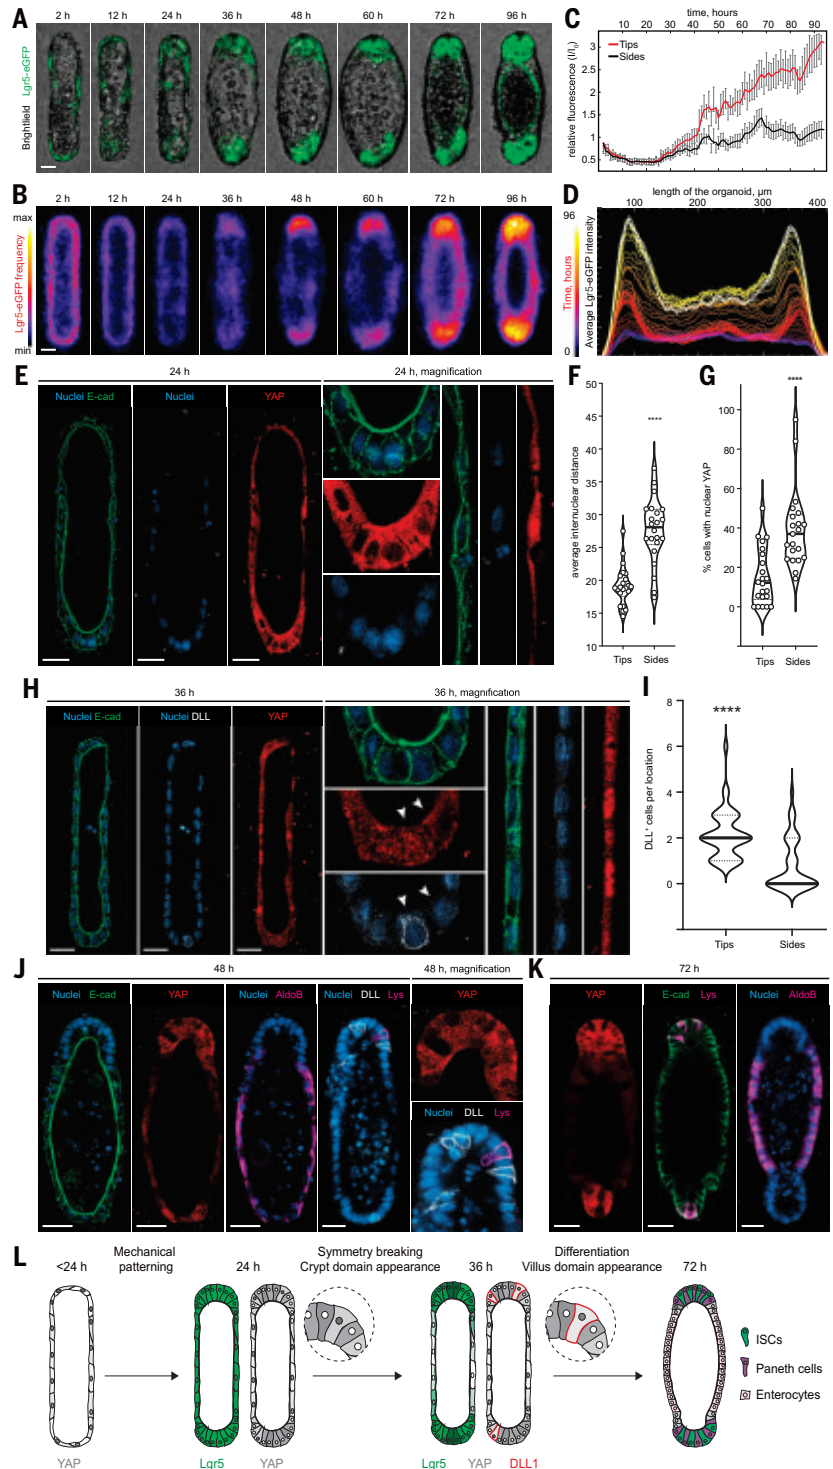 A
2 h 12 h 24 h 36 h 48 h 60 h 72 h 96 h
Brightfield Lgr5-eGFP
B
2 h 12 h 24 h 36 h 48 h 60 h 72 h 96 h
max
Lgr5-eGFP frequency
min
C
time, hours
10 20 30 40 50 60 70 80 90
relative fluorescence (I/I0)
3
2.5
2
1.5
1
0.5
Tips
Sides
D
length of the organoid, µm
100 200 300 400
96
Time, hours
0
Average Lgr5-eGFP intensity
E
24 h
24 h, magnification
Nuclei E-cad
Nuclei
YAP
F
average internuclear distance
50
45
40
35
30
25
20
15
10
****
Tips Sides
G
% cells with nuclear YAP
100
80
60
40
20
0
****
Tips Sides
H
36 h
36 h, magnification
Nuclei E-cad
Nuclei DLL
YAP
I
DLL+ cells per location
8
6
4
2
0
****
Tips Sides
J
48 h
48 h, magnification
Nuclei E-cad
YAP
Nuclei AldoB
Nuclei DLL Lys
YAP
Nuclei DLL Lys
K
72 h
YAP
E-cad Lys
Nuclei AldoB
L
<24 h
Mechanical
patterning
24 h
Symmetry breaking
Crypt domain appearance
36 h
Differentiation
Villus domain appearance
72 h
ISCs
Paneth cells
Enterocytes
YAP
Lgr5 YAP
Lgr5 YAP DLL1